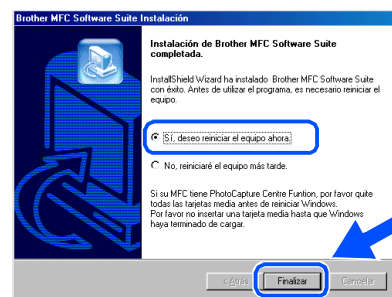 Brother MFC Software Suite Instalación
Instalación de Brother MFC Software Suite
completada.
InstallShield Wizard ha instalado Brother MFC Software Suite
con éxito. Antes de utilizar el programa, es necesario reiniciar el
equipo.
Sí, deseo reiniciar el equipo ahora.
No, reiniciaré el equipo más tarde.
Si su MFC tiene PhotoCapture Centre Funtion, por favor quite
todas las tarjetas media antes de reiniciar Windows.
Por favor no insertar una tarjeta media hasta que Windows
haya terminado de cargar.
< Atrás Finalizar Cancelar